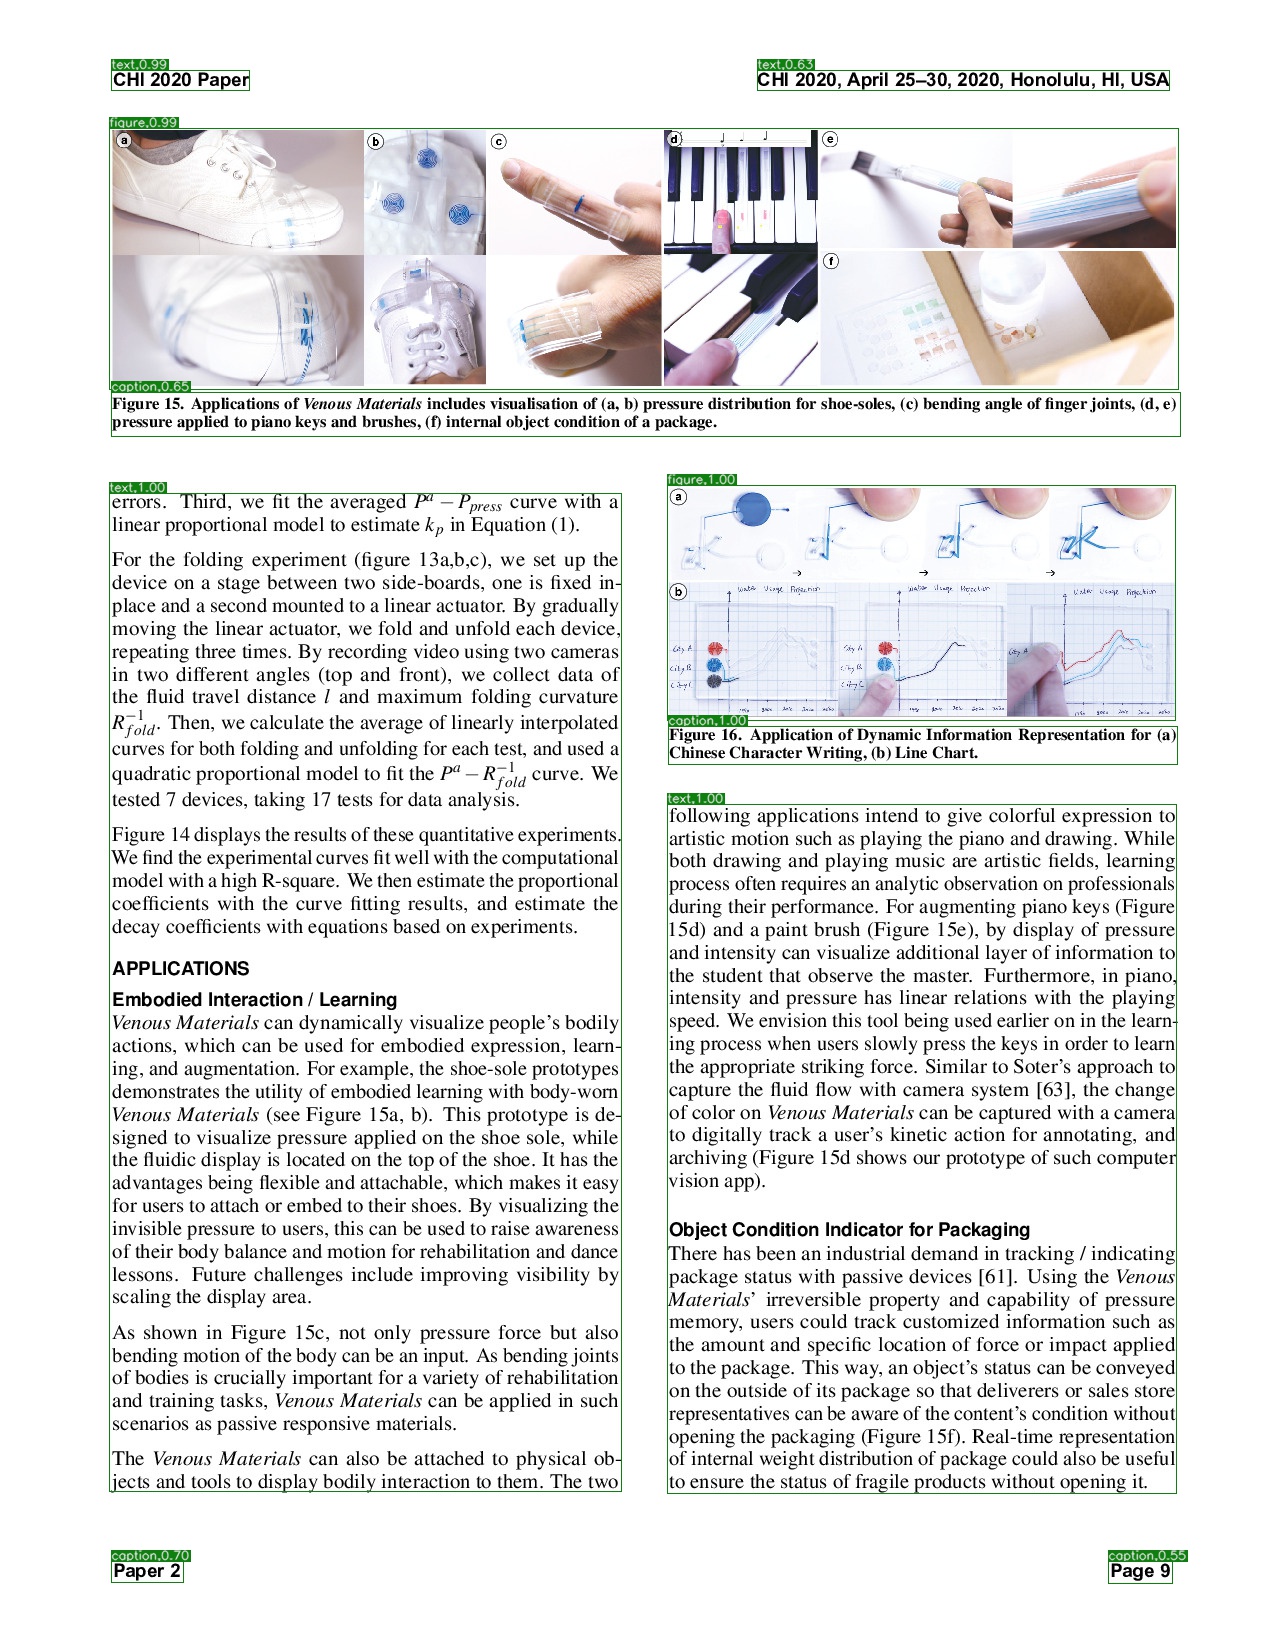 text,0.99
CHI 2020 Paper
text,0.63
CHI 2020, April 25–30, 2020, Honolulu, HI, USA
figure,0.99
a
b
c
d
e
f
caption,0.65
Figure 15. Applications of Venous Materials includes visualisation of (a, b) pressure distribution for shoe-soles, (c) bending angle of finger joints, (d, e)
pressure applied to piano keys and brushes, (f) internal object condition of a package.
text,1.00
errors. Third, we fit the averaged P^a − P_press curve with a
linear proportional model to estimate k_p in Equation (1).
For the folding experiment (figure 13a,b,c), we set up the
device on a stage between two side-boards, one is fixed in-
place and a second mounted to a linear actuator. By gradually
moving the linear actuator, we fold and unfold each device,
repeating three times. By recording video using two cameras
in two different angles (top and front), we collect data of
the fluid travel distance l and maximum folding curvature
R_fold^−1. Then, we calculate the average of linearly interpolated
curves for both folding and unfolding for each test, and used a
quadratic proportional model to fit the P^a − R_fold^−1 curve. We
tested 7 devices, taking 17 tests for data analysis.
Figure 14 displays the results of these quantitative experiments.
We find the experimental curves fit well with the computational
model with a high R-square. We then estimate the proportional
coefficients with the curve fitting results, and estimate the
decay coefficients with equations based on experiments.
APPLICATIONS
Embodied Interaction / Learning
Venous Materials can dynamically visualize people's bodily
actions, which can be used for embodied expression, learn-
ing, and augmentation. For example, the shoe-sole prototypes
demonstrates the utility of embodied learning with body-worn
Venous Materials (see Figure 15a, b). This prototype is de-
signed to visualize pressure applied on the shoe sole, while
the fluidic display is located on the top of the shoe. It has the
advantages being flexible and attachable, which makes it easy
for users to attach or embed to their shoes. By visualizing the
invisible pressure to users, this can be used to raise awareness
of their body balance and motion for rehabilitation and dance
lessons. Future challenges include improving visibility by
scaling the display area.
As shown in Figure 15c, not only pressure force but also
bending motion of the body can be an input. As bending joints
of bodies is crucially important for a variety of rehabilitation
and training tasks, Venous Materials can be applied in such
scenarios as passive responsive materials.
The Venous Materials can also be attached to physical ob-
jects and tools to display bodily interaction to them. The two
figure,1.00
a
b
Water Usage Projection
Water Usage Projection
Water Usage Projection
City A
City B
City C
City A
City B
City C
City A
caption,1.00
Figure 16. Application of Dynamic Information Representation for (a)
Chinese Character Writing, (b) Line Chart.
text,1.00
following applications intend to give colorful expression to
artistic motion such as playing the piano and drawing. While
both drawing and playing music are artistic fields, learning
process often requires an analytic observation on professionals
during their performance. For augmenting piano keys (Figure
15d) and a paint brush (Figure 15e), by display of pressure
and intensity can visualize additional layer of information to
the student that observe the master. Furthermore, in piano,
intensity and pressure has linear relations with the playing
speed. We envision this tool being used earlier on in the learn-
ing process when users slowly press the keys in order to learn
the appropriate striking force. Similar to Soter's approach to
capture the fluid flow with camera system [63], the change
of color on Venous Materials can be captured with a camera
to digitally track a user's kinetic action for annotating, and
archiving (Figure 15d shows our prototype of such computer
vision app).
Object Condition Indicator for Packaging
There has been an industrial demand in tracking / indicating
package status with passive devices [61]. Using the Venous
Materials' irreversible property and capability of pressure
memory, users could track customized information such as
the amount and specific location of force or impact applied
to the package. This way, an object's status can be conveyed
on the outside of its package so that deliverers or sales store
representatives can be aware of the content's condition without
opening the packaging (Figure 15f). Real-time representation
of internal weight distribution of package could also be useful
to ensure the status of fragile products without opening it.
caption,0.70
Paper 2
caption,0.55
Page 9